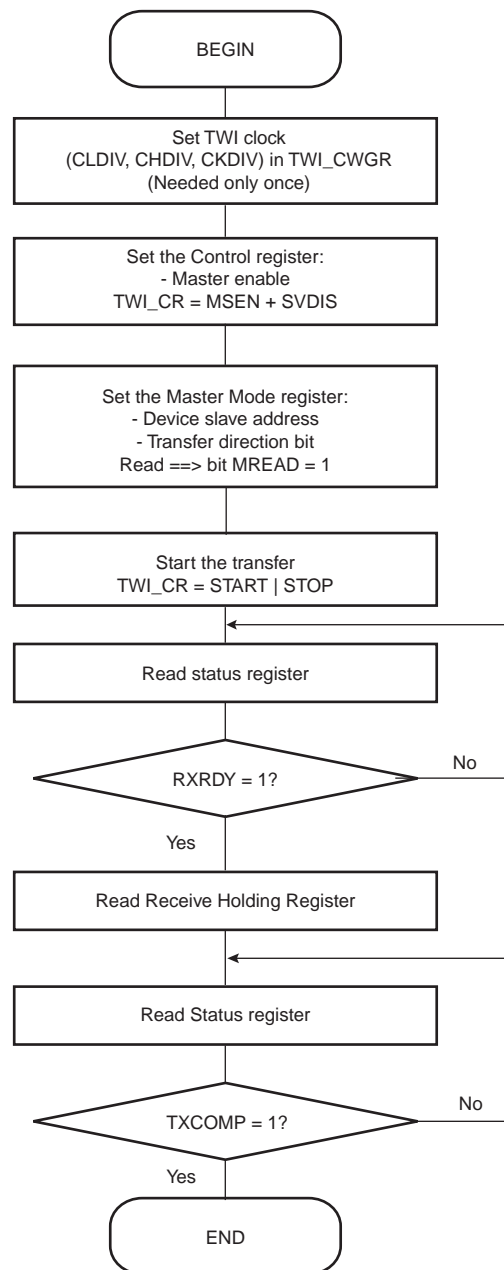 BEGIN
Set TWI clock
(CLDIV, CHDIV, CKDIV) in TWI_CWGR
(Needed only once)
Set the Control register:
- Master enable
TWI_CR = MSEN + SVDIS
Set the Master Mode register:
- Device slave address
- Transfer direction bit
Read ==> bit MREAD = 1
Start the transfer
TWI_CR = START | STOP
Read status register
RXRDY = 1?
No
Yes
Read Receive Holding Register
Read Status register
TXCOMP = 1?
No
Yes
END